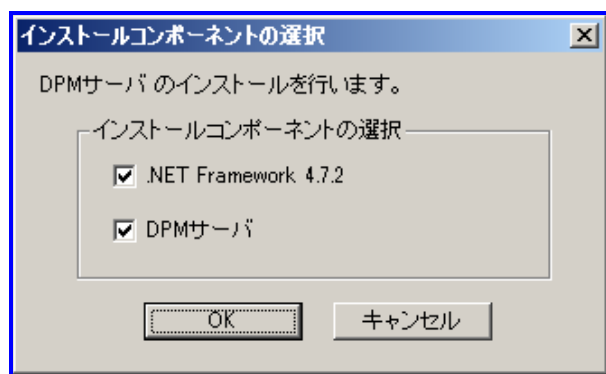 インストールコンポーネントの選択
DPMサーバ のインストールを行います。
インストールコンポーネントの選択
.NET Framework 4.7.2
DPMサーバ
OK
キャンセル